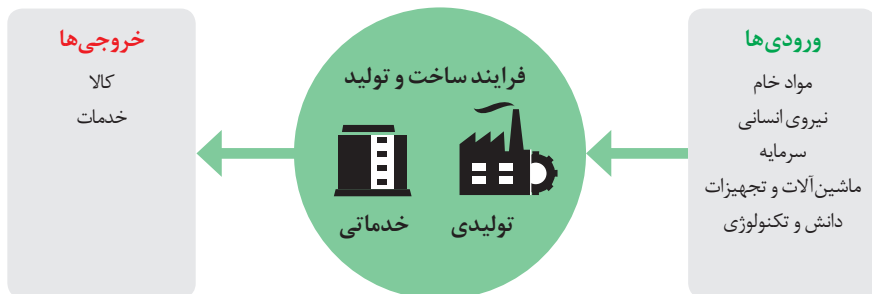 ورودی‌ها
مواد خام
نیروی انسانی
سرمایه
ماشین‌آلات و تجهیزات
دانش و تکنولوژی
فرایند ساخت و تولید
تولیدی
خدماتی
خروجی‌ها
کالا
خدمات